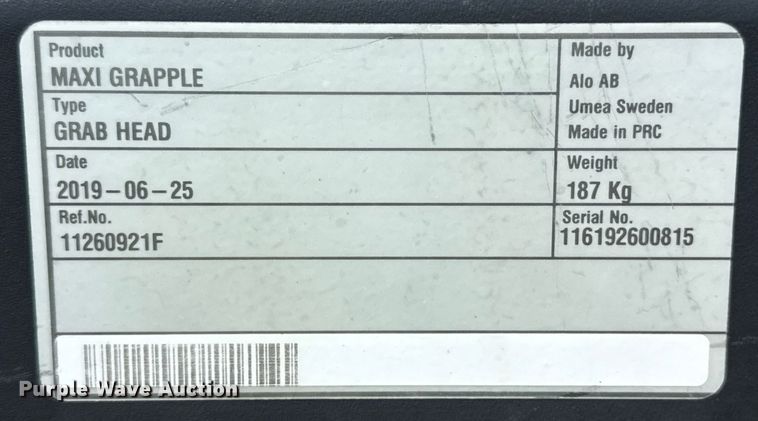 Product
MAXI GRAPPLE
Type
GRAB HEAD
Date
2019-06-25
Ref.No.
11260921F
Made by
Alo AB
Umea Sweden
Made in PRC
Weight
187 Kg
Serial No.
116192600815
Purple Wave Auction